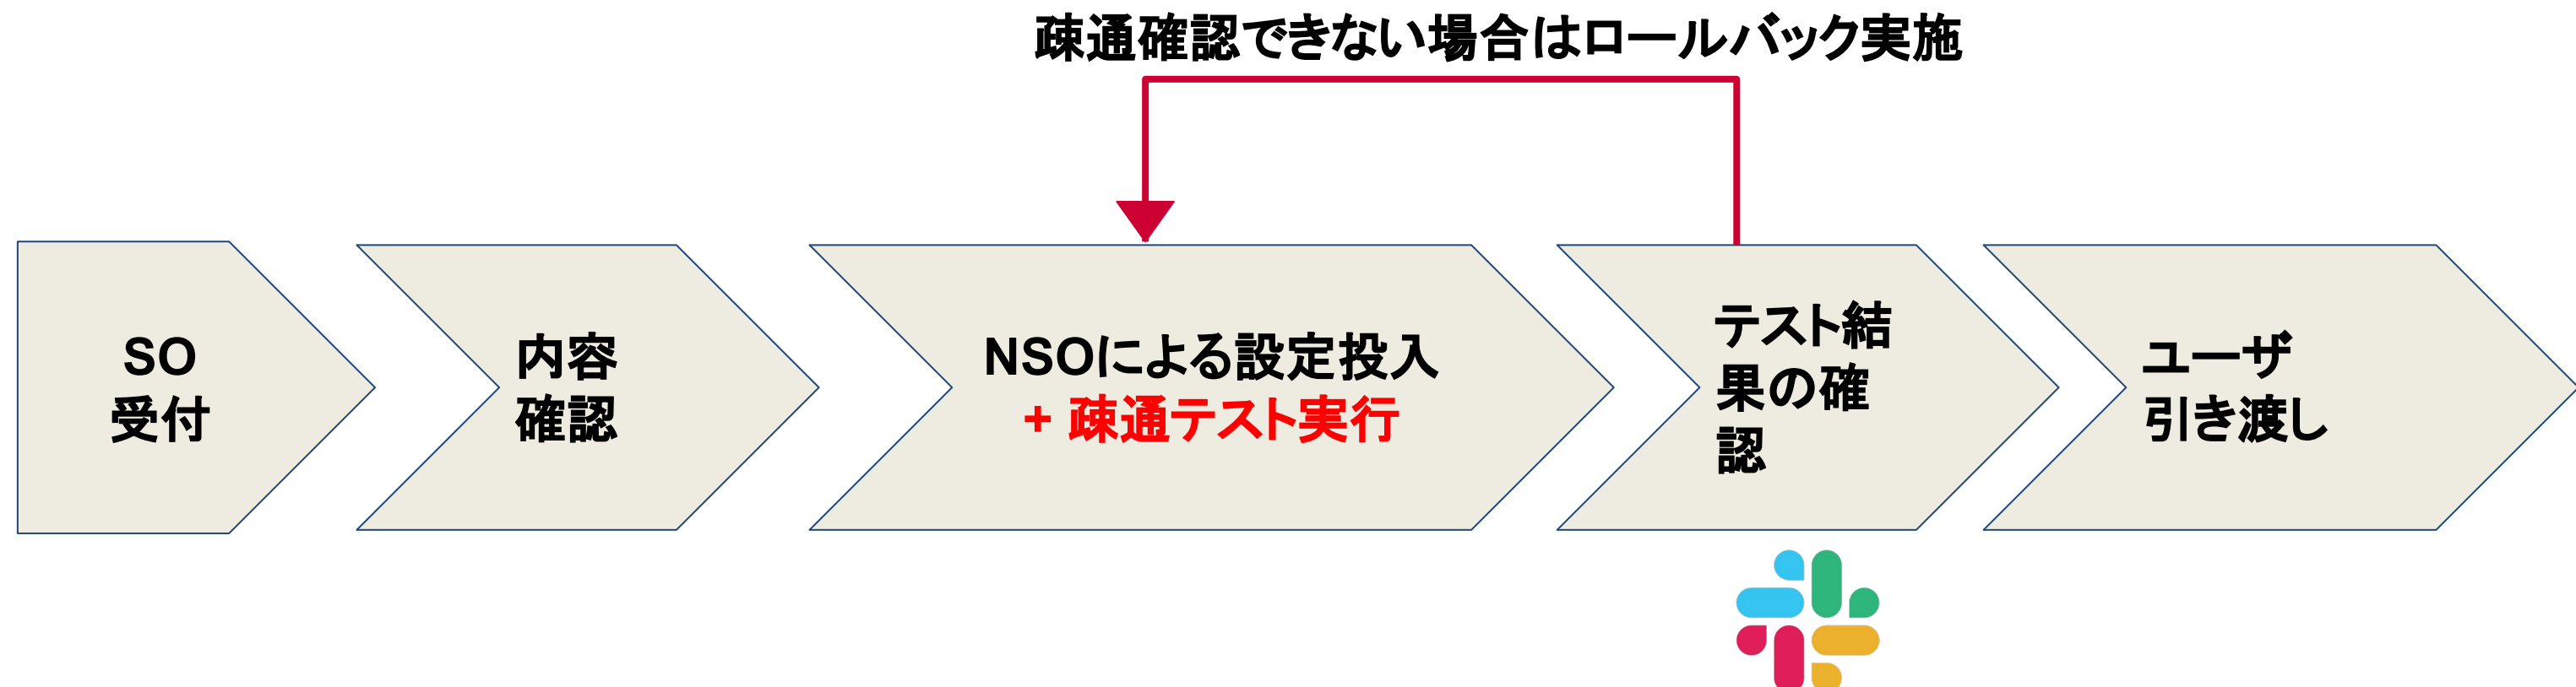 疎通確認できない場合はロールバック実施
SO
受付
内容
確認
NSOによる設定投入
+ 疎通テスト実行
テスト結
果の確
認
ユーザ
引き渡し